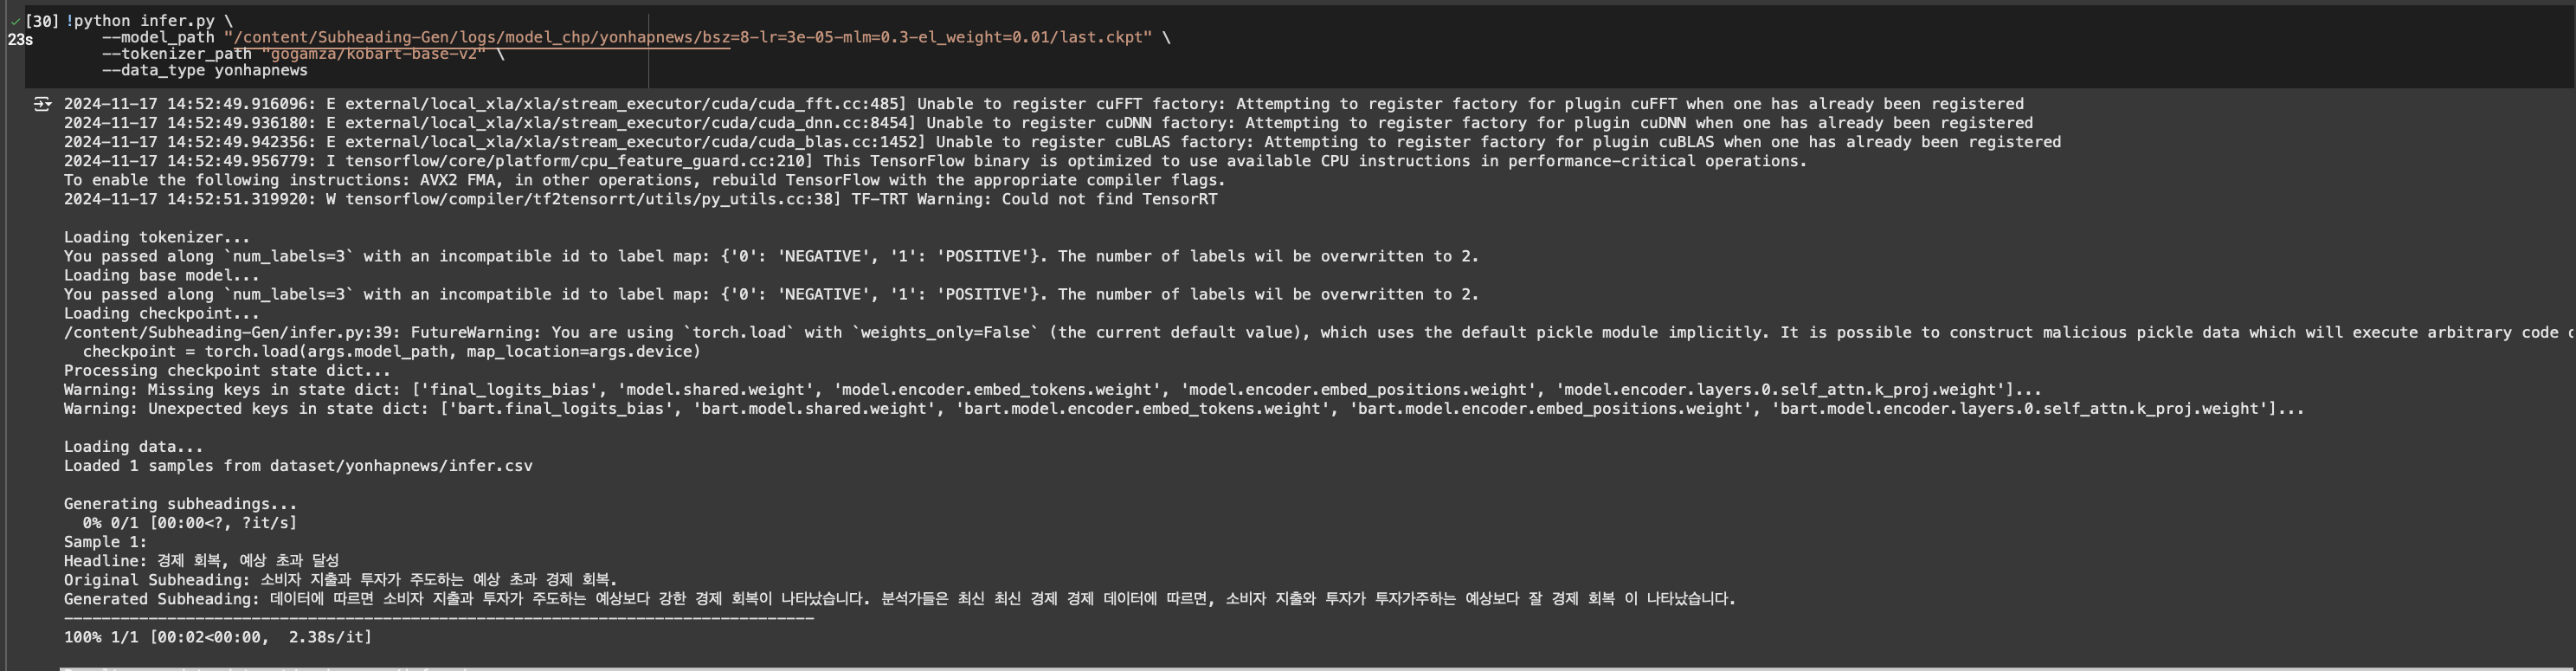 [30] !python infer.py \
23s
--model_path "/content/Subheading-Gen/logs/model_chp/yonhapnews/bsz=8-lr=3e-05-mlm=0.3-el_weight=0.01/last.ckpt" \
--tokenizer_path "gogamza/kobart-base-v2" \
--data_type yonhapnews
2024-11-17 14:52:49.916096: E external/local_xla/xla/stream_executor/cuda/cuda_fft.cc:485] Unable to register cuFFT factory: Attempting to register factory for plugin cuFFT when one has already been registered
2024-11-17 14:52:49.936180: E external/local_xla/xla/stream_executor/cuda/cuda_dnn.cc:8454] Unable to register cuDNN factory: Attempting to register factory for plugin cuDNN when one has already been registered
2024-11-17 14:52:49.942356: E external/local_xla/xla/stream_executor/cuda/cuda_blas.cc:1452] Unable to register cuBLAS factory: Attempting to register factory for plugin cuBLAS when one has already been registered
2024-11-17 14:52:49.956779: I tensorflow/core/platform/cpu_feature_guard.cc:210] This TensorFlow binary is optimized to use available CPU instructions in performance-critical operations.
To enable the following instructions: AVX2 FMA, in other operations, rebuild TensorFlow with the appropriate compiler flags.
2024-11-17 14:52:51.319920: W tensorflow/compiler/tf2tensorrt/utils/py_utils.cc:38] TF-TRT Warning: Could not find TensorRT
Loading tokenizer...
You passed along `num_labels=3` with an incompatible id to label map: {'0': 'NEGATIVE', '1': 'POSITIVE'}. The number of labels wil be overwritten to 2.
Loading base model...
You passed along `num_labels=3` with an incompatible id to label map: {'0': 'NEGATIVE', '1': 'POSITIVE'}. The number of labels wil be overwritten to 2.
Loading checkpoint...
/content/Subheading-Gen/infer.py:39: FutureWarning: You are using `torch.load` with `weights_only=False` (the current default value), which uses the default pickle module implicitly. It is possible to construct malicious pickle data which will execute arbitrary code
checkpoint = torch.load(args.model_path, map_location=args.device)
Processing checkpoint state dict...
Warning: Missing keys in state dict: ['final_logits_bias', 'model.shared.weight', 'model.encoder.embed_tokens.weight', 'model.encoder.embed_positions.weight', 'model.encoder.layers.0.self_attn.k_proj.weight']...
Warning: Unexpected keys in state dict: ['bart.final_logits_bias', 'bart.model.shared.weight', 'bart.model.encoder.embed_tokens.weight', 'bart.model.encoder.embed_positions.weight', 'bart.model.encoder.layers.0.self_attn.k_proj.weight']...
Loading data...
Loaded 1 samples from dataset/yonhapnews/infer.csv
Generating subheadings...
0% 0/1 [00:00<?, ?it/s]
Sample 1:
Headline: 경제 회복, 예상 초과 달성
Original Subheading: 소비자 지출과 투자가 주도하는 예상 초과 경제 회복.
Generated Subheading: 데이터에 따르면 소비자 지출과 투자가 주도하는 예상보다 강한 경제 회복이 나타났습니다. 분석가들은 최신 최신 경제 경제 데이터에 따르면, 소비자 지출와 투자가 투자가주하는 예상보다 잘 경제 회복 이 나타났습니다.
--------------------------------------------------------------------------------
100% 1/1 [00:02<00:00, 2.38s/it]